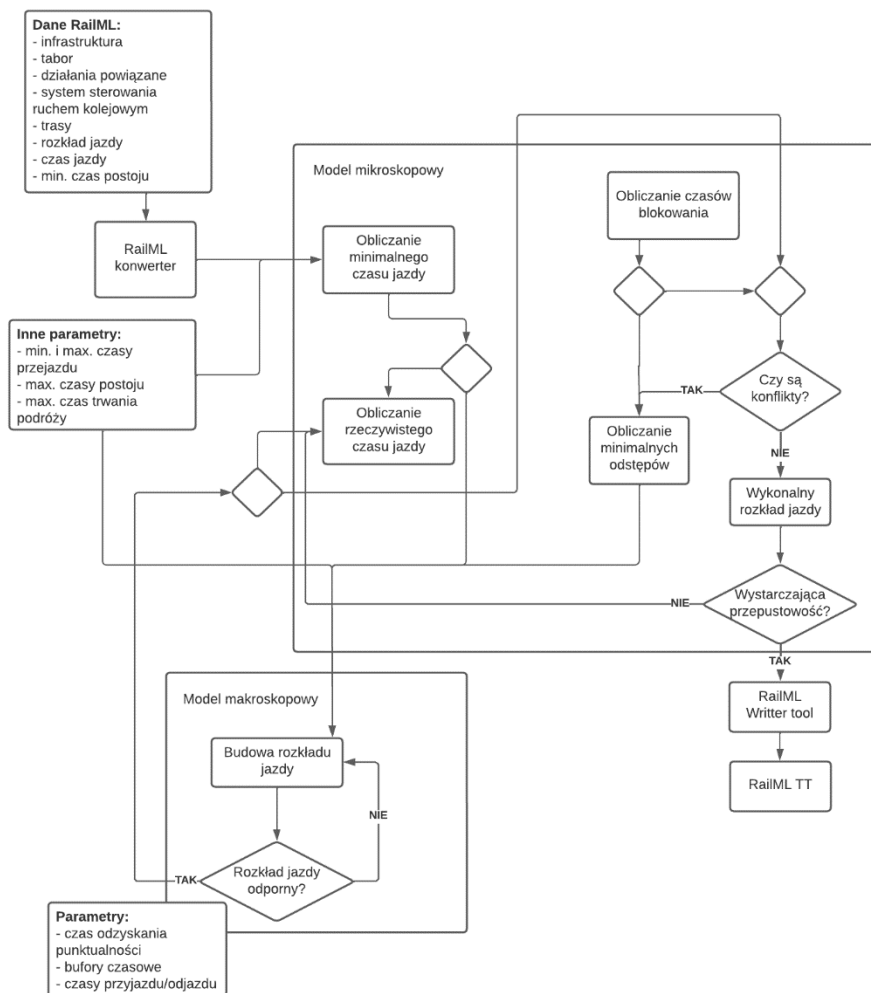 Dane RailML:
- infrastruktura
- tabor
- działania powiązane
- system sterowania
ruchem kolejowym
- trasy
- rozkład jazdy
- czas jazdy
- min. czas postoju
RailML
konwerter
Inne parametry:
- min. i max. czasy
przejazdu
- max. czasy postoju
- max. czas trwania
podróży
Model mikroskopowy
Obliczanie
minimalnego
czasu jazdy
Obliczanie
rzeczywistego
czasu jazdy
Obliczanie czasów
blokowania
Czy są
konflikty?
TAK
Obliczanie
minimalnych
odstępów
NIE
Wykonalny
rozkład jazdy
Wystarczająca
przepustowość?
NIE
TAK
RailML
Writter tool
RailML TT
Model makroskopowy
Budowa rozkładu
jazdy
NIE
Rozkład jazdy
odporny?
TAK
Parametry:
- czas odzyskania
punktualności
- bufory czasowe
- czasy przyjazdu/odjazdu